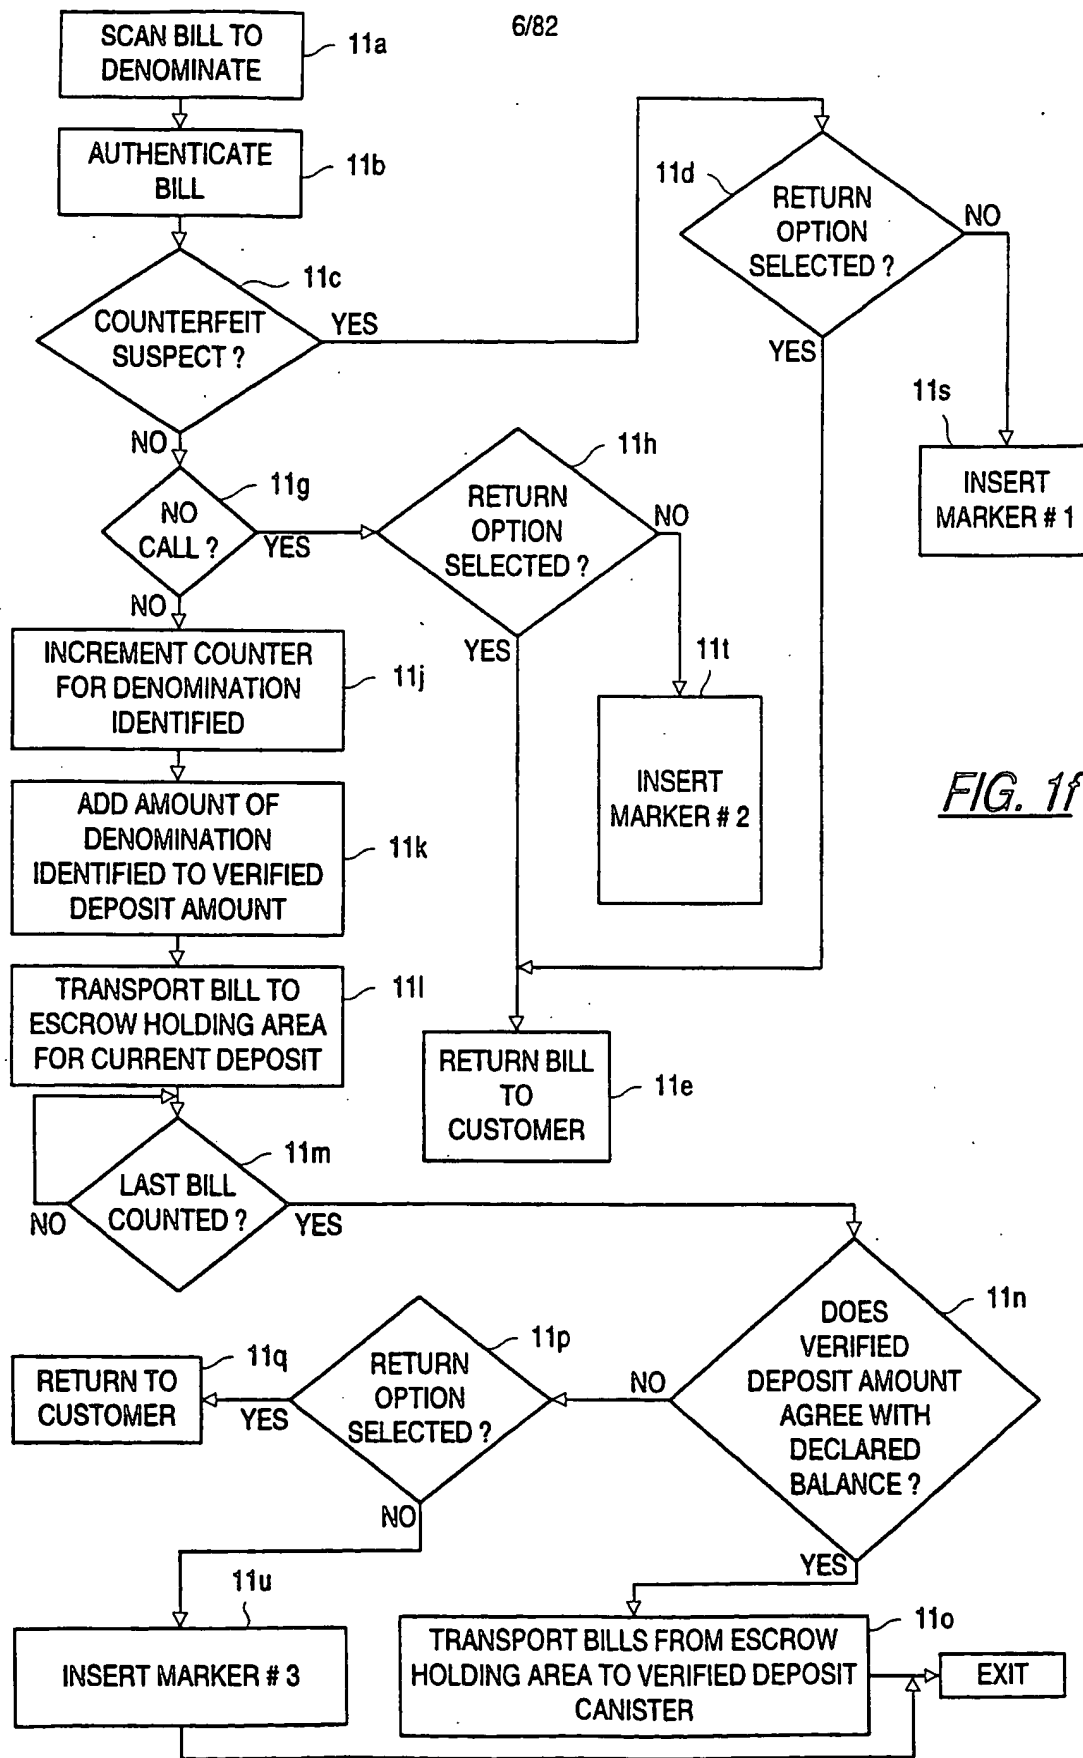 6/82
SCAN BILL TO
DENOMINATE
11a
AUTHENTICATE
BILL
11b
COUNTERFEIT
SUSPECT ?
11c
YES
NO
RETURN
OPTION
SELECTED ?
11d
NO
YES
11s
INSERT
MARKER # 1
NO
CALL ?
11g
YES
NO
RETURN
OPTION
SELECTED ?
11h
NO
YES
11t
INSERT
MARKER # 2
INCREMENT COUNTER
FOR DENOMINATION
IDENTIFIED
11j
ADD AMOUNT OF
DENOMINATION
IDENTIFIED TO VERIFIED
DEPOSIT AMOUNT
11k
FIG. 1f
TRANSPORT BILL TO
ESCROW HOLDING AREA
FOR CURRENT DEPOSIT
11l
RETURN BILL
TO
CUSTOMER
11e
LAST BILL
COUNTED ?
11m
NO
YES
DOES
VERIFIED
DEPOSIT AMOUNT
AGREE WITH
DECLARED
BALANCE ?
11n
NO
YES
RETURN
OPTION
SELECTED ?
11p
YES
NO
RETURN TO
CUSTOMER
11q
11u
INSERT MARKER # 3
TRANSPORT BILLS FROM ESCROW
HOLDING AREA TO VERIFIED DEPOSIT
CANISTER
11o
EXIT